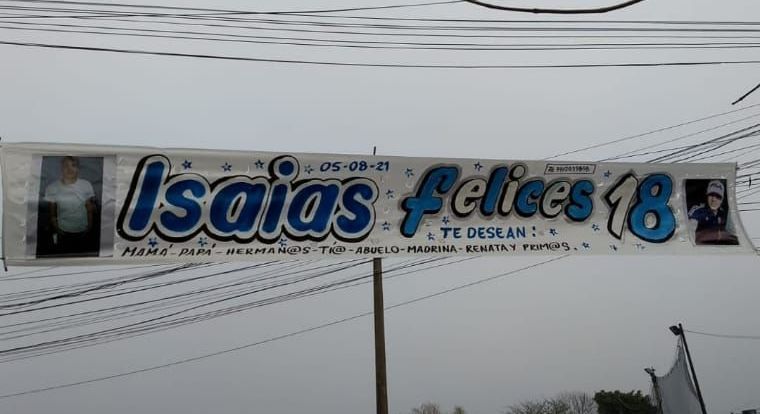 05-08-21
Isaias felices 18
TE DESEAN!
MAMÁ-PAPÁ-HERMAN@S-TÍ@-ABUELO-MADRINA-RENATA Y PRIM@S.